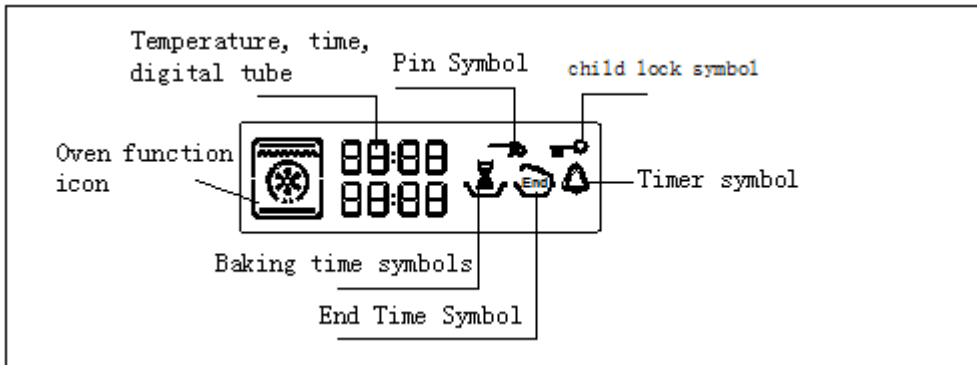 Temperature, time,
digital tube
Pin Symbol
child lock symbol
Oven function
icon
88:88
88:88
End
Timer symbol
Baking time symbols
End Time Symbol